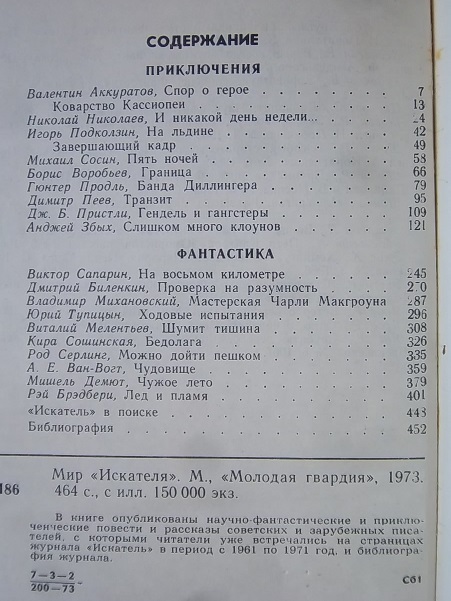 СОДЕРЖАНИЕ
ПРИКЛЮЧЕНИЯ
Валентин Аккуратов, Спор о герое 7
Коварство Кассиопеи 13
Николай Николаев, И никакой день недели... 24
Игорь Подколзин, На льдине 42
Завершающий кадр 49
Михаил Сосин, Пять ночей 58
Борис Воробьев, Граница 66
Гюнтер Продль, Банда Диллингера 79
Димитр Пеев, Транзит 95
Дж. Б. Пристли, Гендель и гангстеры 109
Анджей Збых, Слишком много клоунов 121
ФАНТАСТИКА
Виктор Сапарин, На восьмом километре 245
Дмитрий Биленкин, Проверка на разумность
Владимир Михановский, Мастерская Чарли Макгроуна 287
Юрий Тупицын, Ходовые испытания 296
Виталий Мелентьев, Шумит тишина 308
Кира Сошинская, Бедолага 326
Род Серлинг, Можно дойти пешком 335
А. Е. Ван-Вогт, Чудовище 359
Мишель Демют, Чужое лето 379
Рэй Брэдбери, Лед и пламя 401
«Искатель» в поиске 443
Библиография 452
186
Мир «Искателя». М., «Молодая гвардия», 1973.
464 с., с илл. 150 000 экз.
В книге опубликованы научно-фантастические и приклю-
ченческие повести и рассказы советских и зарубежных писа-
телей, с которыми читатели уже встречались на страницах
журнала «Искатель» в период с 1961 по 1971 год, и библиогра-
фия журнала.
7—3—2
200—73
Сб1